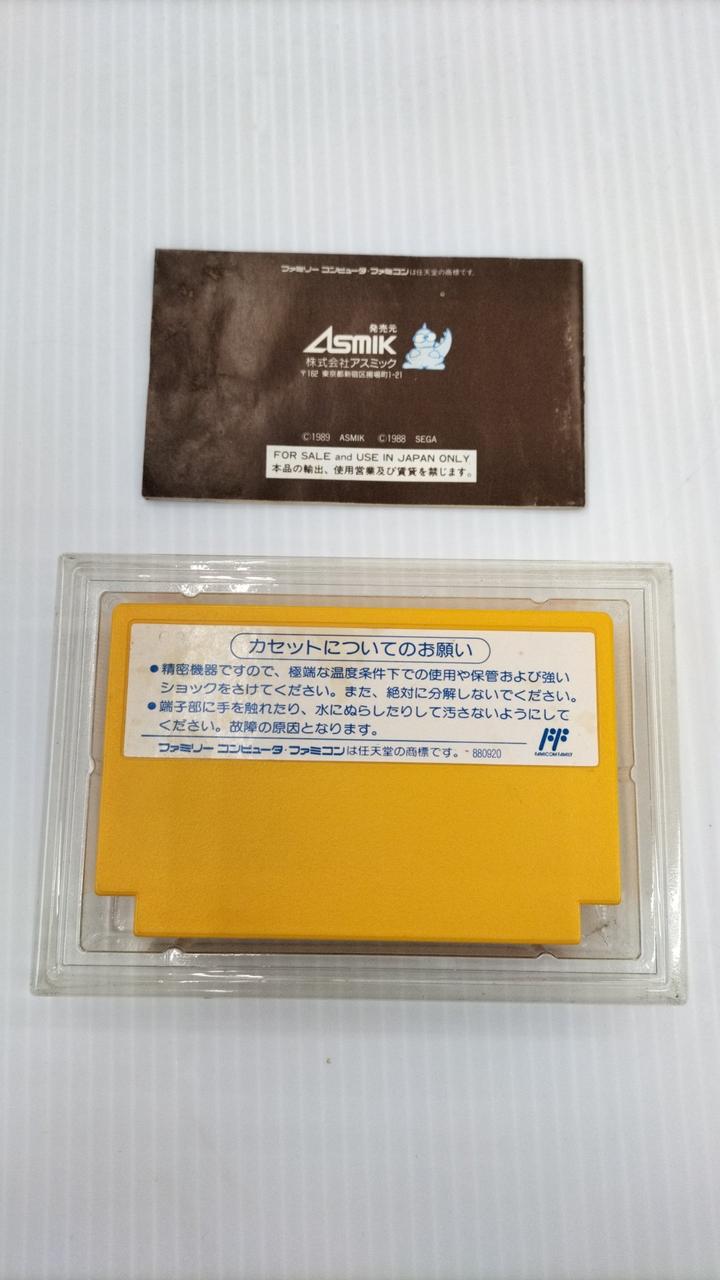 ファミリー コンピュータ・ファミコンは任天堂の商標です。
発売元
ASMIK
株式会社アスミック
〒162 東京都新宿区揚場町1-21
©1989 ASMIK ©1988 SEGA
FOR SALE and USE IN JAPAN ONLY
本品の輸出、使用営業及び賃貸を禁じます。
カセットについてのお願い
●精密機器ですので、極端な温度条件下での使用や保管および強い
ショックをさけてください。また、絶対に分解しないでください。
●端子部に手を触れたり、水にぬらしたりして汚さないようにして
ください。故障の原因となります。
ファミリー コンピュータ・ファミコンは任天堂の商標です。 880920
FAMICOM FAMILY